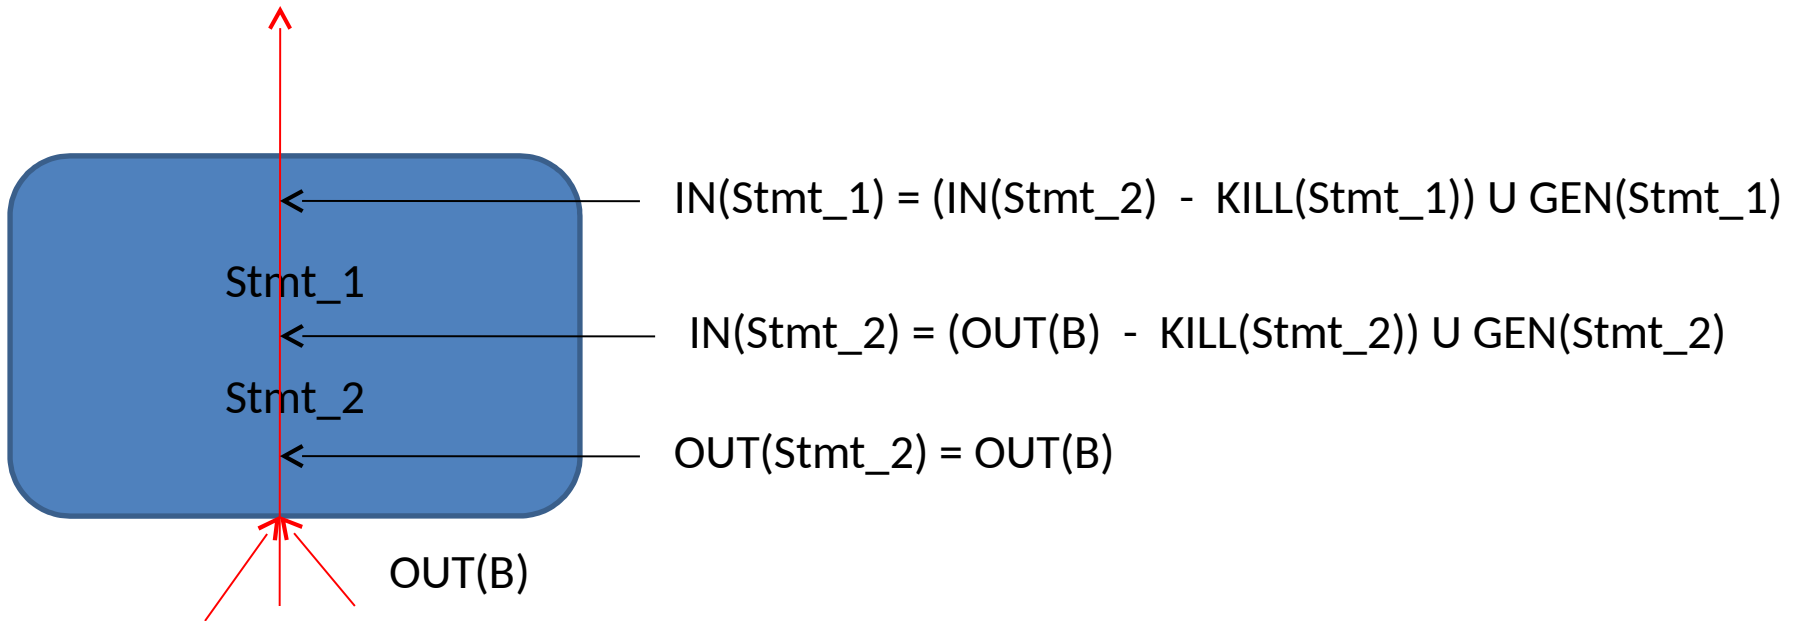 IN(Stmt_1) = (IN(Stmt_2) - KILL(Stmt_1)) U GEN(Stmt_1)
Stmt_1
IN(Stmt_2) = (OUT(B) - KILL(Stmt_2)) U GEN(Stmt_2)
Stmt_2
OUT(Stmt_2) = OUT(B)
OUT(B)